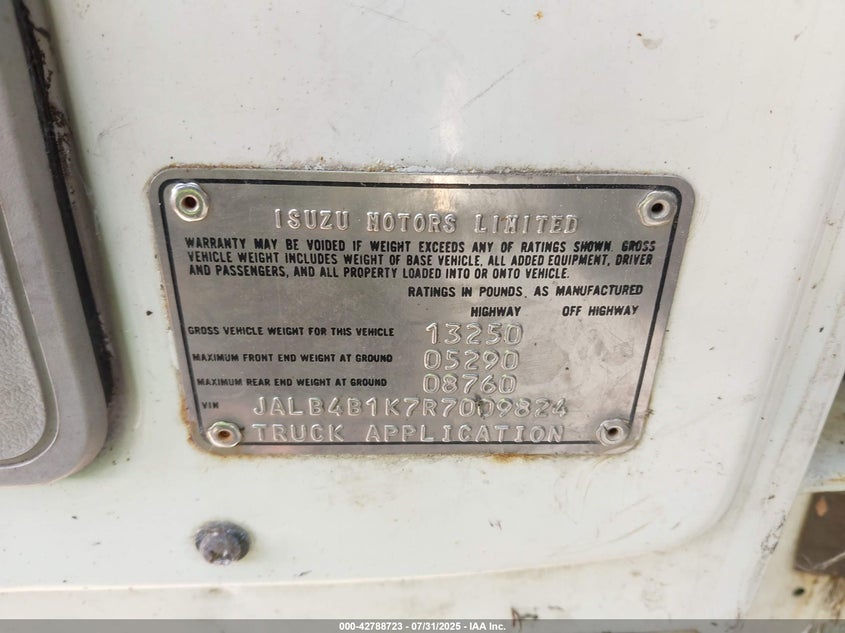 ISUZU MOTORS LIMITED
WARRANTY MAY BE VOIDED IF WEIGHT EXCEEDS ANY OF RATINGS SHOWN. GROSS
VEHICLE WEIGHT INCLUDES WEIGHT OF BASE VEHICLE, ALL ADDED EQUIPMENT, DRIVER
AND PASSENGERS, AND ALL PROPERTY LOADED INTO OR ONTO VEHICLE.
RATINGS IN POUNDS, AS MANUFACTURED
HIGHWAY OFF HIGHWAY
GROSS VEHICLE WEIGHT FOR THIS VEHICLE 13250
MAXIMUM FRONT END WEIGHT AT GROUND 05290
MAXIMUM REAR END WEIGHT AT GROUND 08760
VIN JALB4B1K7R7009824
TRUCK APPLICATION
000-42788723 - 07/31/2025 - IAA Inc.